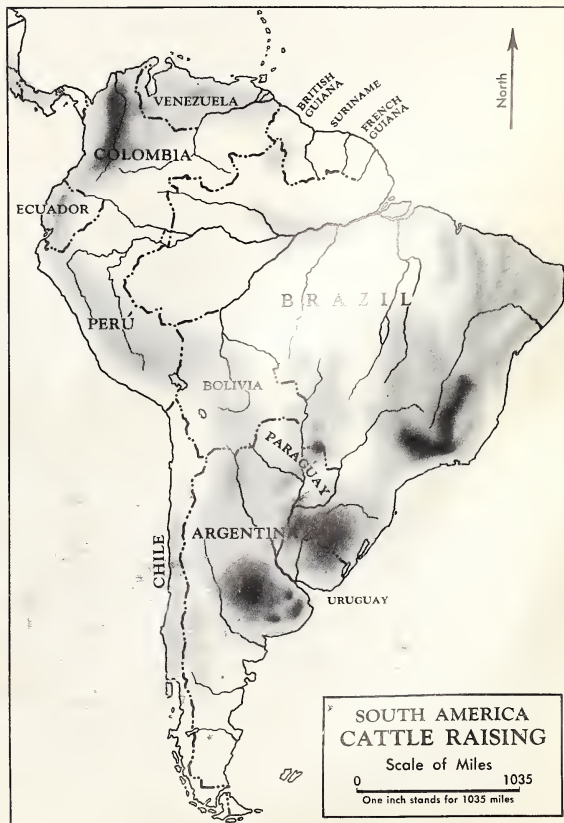 North
BRITISH
GUIANA
SURINAME
FRENCH
GUIANA
VENEZUELA
COLOMBIA
ECUADOR
BRAZIL
PERÚ
BOLIVIA
PARAGUAY
ARGENTINA
CHILE
URUGUAY
SOUTH AMERICA
CATTLE RAISING
Scale of Miles
0 1035
One inch stands for 1035 miles